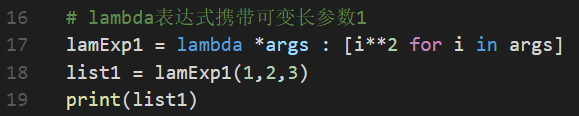 16 # lambda表达式携带可变长参数1
17 lamExp1 = lambda *args : [i**2 for i in args]
18 list1 = lamExp1(1,2,3)
19 print(list1)